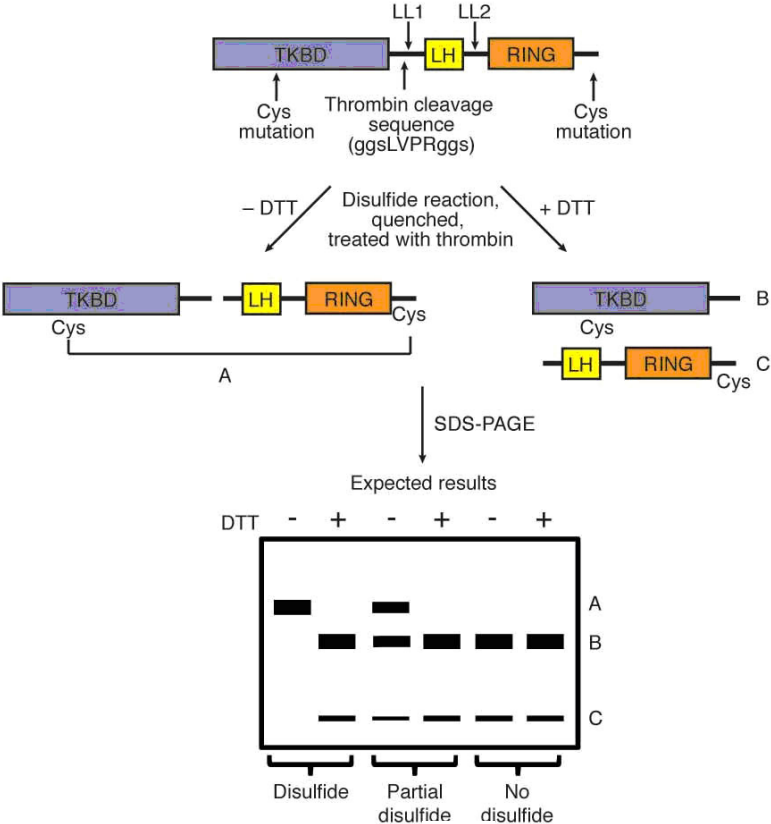 LL1 LL2
TKBD LH RING
Cys
mutation
Thrombin cleavage
sequence
(ggsLVPRggs)
Cys
mutation
– DTT
Disulfide reaction,
quenched,
treated with thrombin
+ DTT
TKBD LH RING
Cys Cys
A
TKBD B
Cys
LH RING C
Cys
SDS-PAGE
Expected results
DTT - + - + - +
A
B
C
Disulfide
Partial
disulfide
No
disulfide